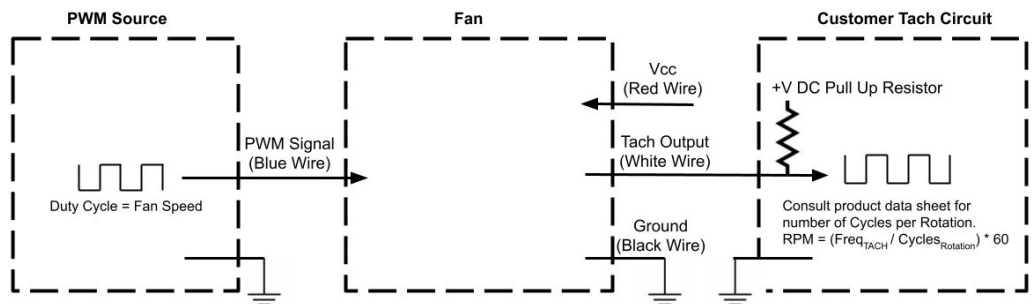 PWM Source
Fan
Customer Tach Circuit
Vcc
(Red Wire)
+V DC Pull Up Resistor
PWM Signal
(Blue Wire)
Tach Output
(White Wire)
Duty Cycle = Fan Speed
Consult product data sheet for
number of Cycles per Rotation.
RPM = (Freq_TACH / Cycles_Rotation) * 60
Ground
(Black Wire)